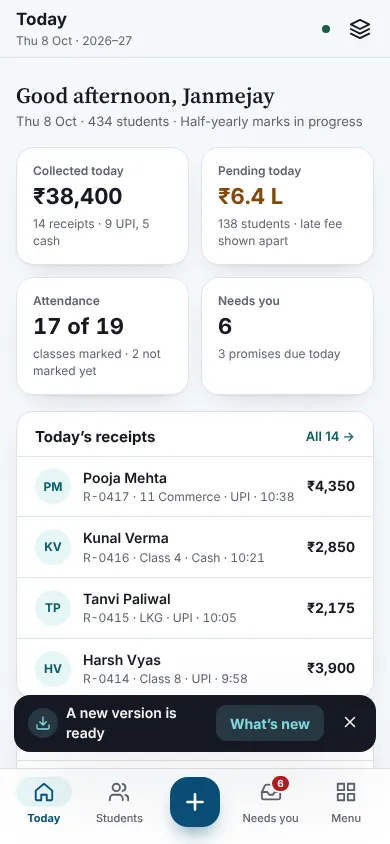 Today
Thu 8 Oct · 2026–27
Good afternoon, Janmejay
Thu 8 Oct · 434 students · Half-yearly marks in progress
Collected today
₹38,400
14 receipts · 9 UPI, 5
cash
Pending today
₹6.4 L
138 students · late fee
shown apart
Attendance
17 of 19
classes marked · 2 not
marked yet
Needs you
6
3 promises due today
Today’s receipts
All 14 →
PM
Pooja Mehta
R-0417 · 11 Commerce · UPI · 10:38
₹4,350
KV
Kunal Verma
R-0416 · Class 4 · Cash · 10:21
₹2,850
TP
Tanvi Paliwal
R-0415 · LKG · UPI · 10:05
₹2,175
HV
Harsh Vyas
R-0414 · Class 8 · UPI · 9:58
₹3,900
A new version is
ready
What’s new
Today
Students
6
Needs you
Menu